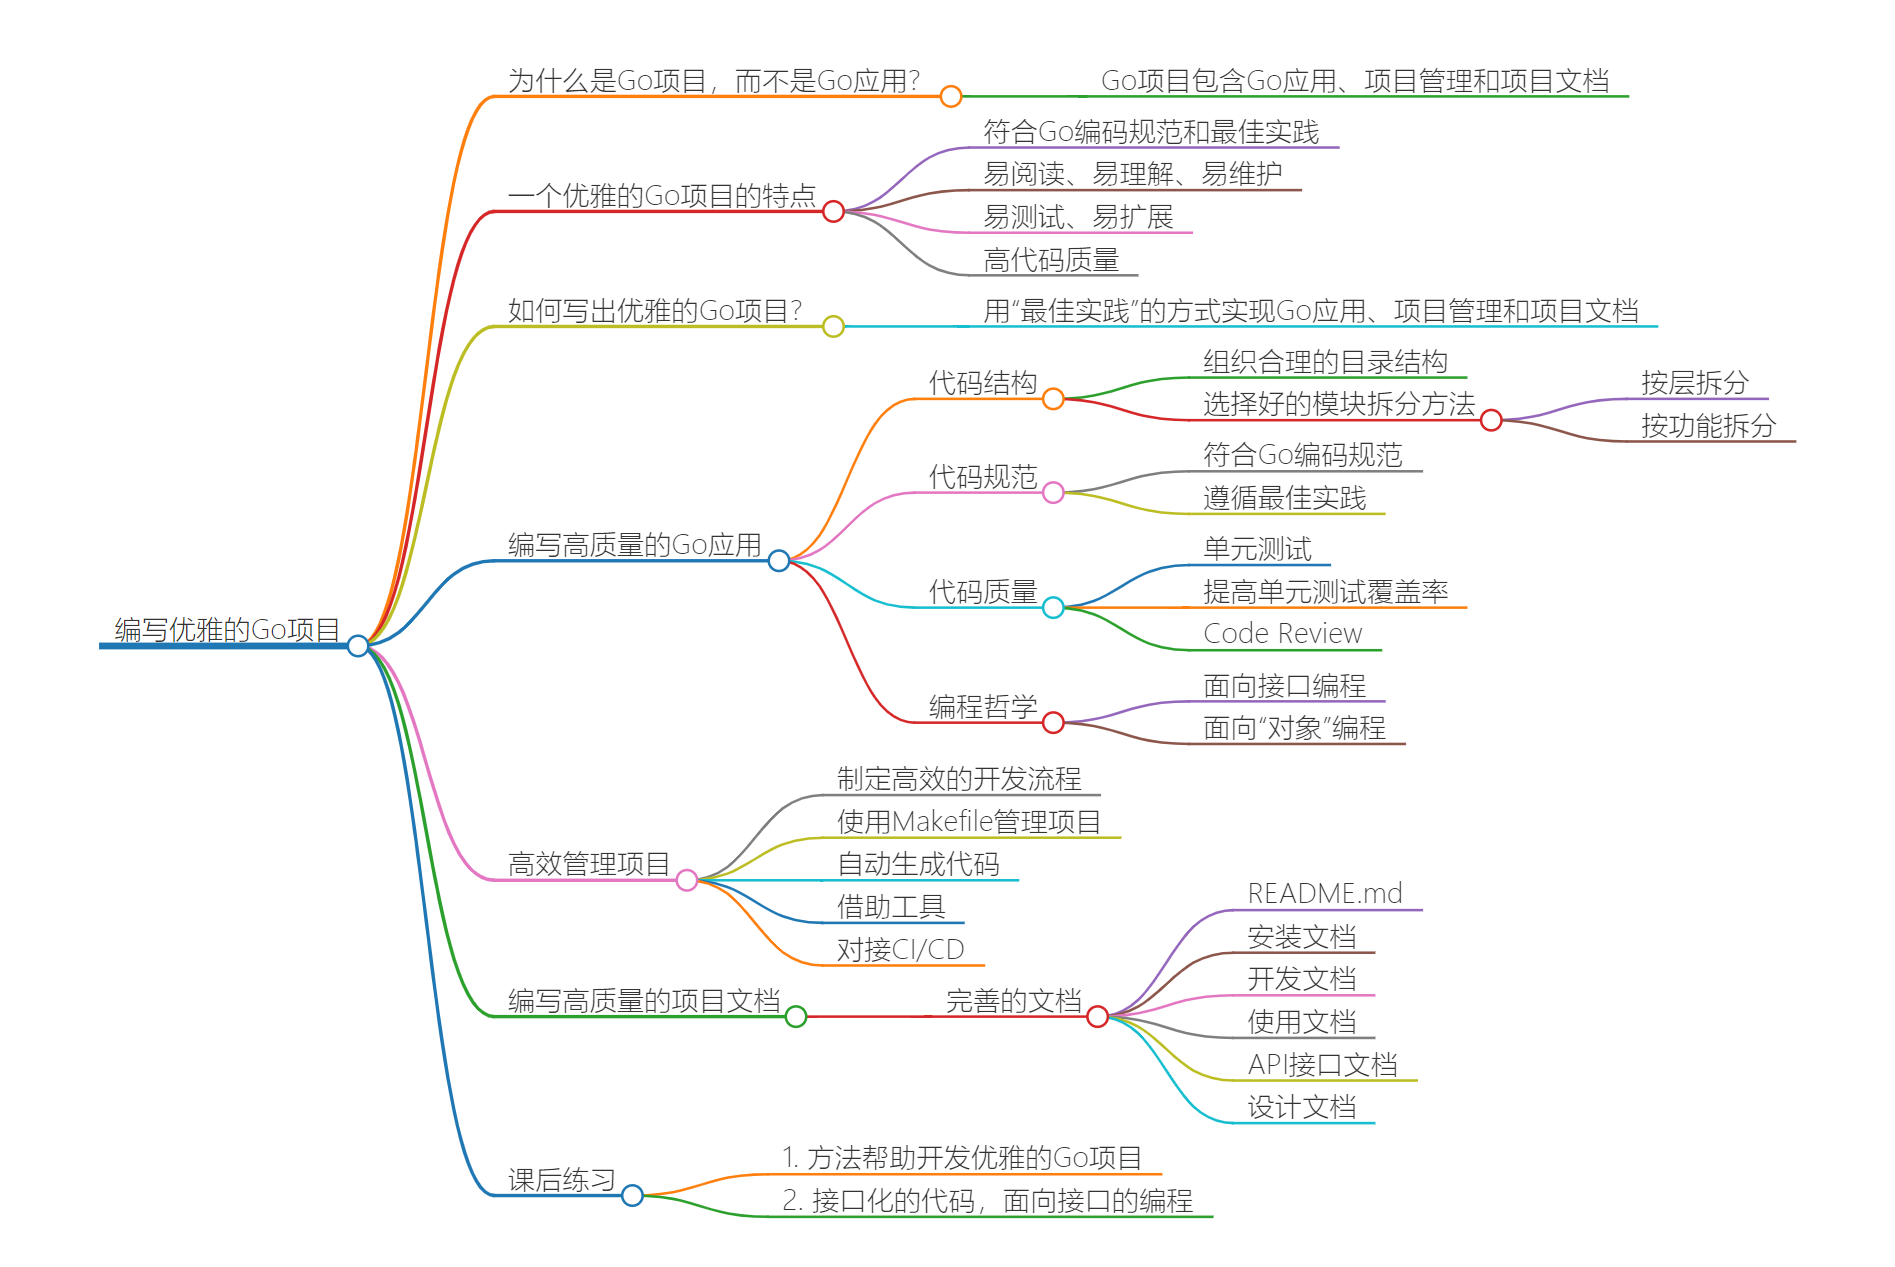 编写优雅的Go项目
为什么是Go项目，而不是Go应用？
Go项目包含Go应用、项目管理和项目文档
一个优雅的Go项目的特点
符合Go编码规范和最佳实践
易阅读、易理解、易维护
易测试、易扩展
高代码质量
如何写出优雅的Go项目？
用“最佳实践”的方式实现Go应用、项目管理和项目文档
编写高质量的Go应用
代码结构
组织合理的目录结构
选择好的模块拆分方法
按层拆分
按功能拆分
代码规范
符合Go编码规范
遵循最佳实践
代码质量
单元测试
提高单元测试覆盖率
Code Review
编程哲学
面向接口编程
面向“对象”编程
高效管理项目
制定高效的开发流程
使用Makefile管理项目
自动生成代码
借助工具
对接CI/CD
编写高质量的项目文档
完善的文档
README.md
安装文档
开发文档
使用文档
API接口文档
设计文档
课后练习
1. 方法帮助开发优雅的Go项目
2. 接口化的代码，面向接口的编程